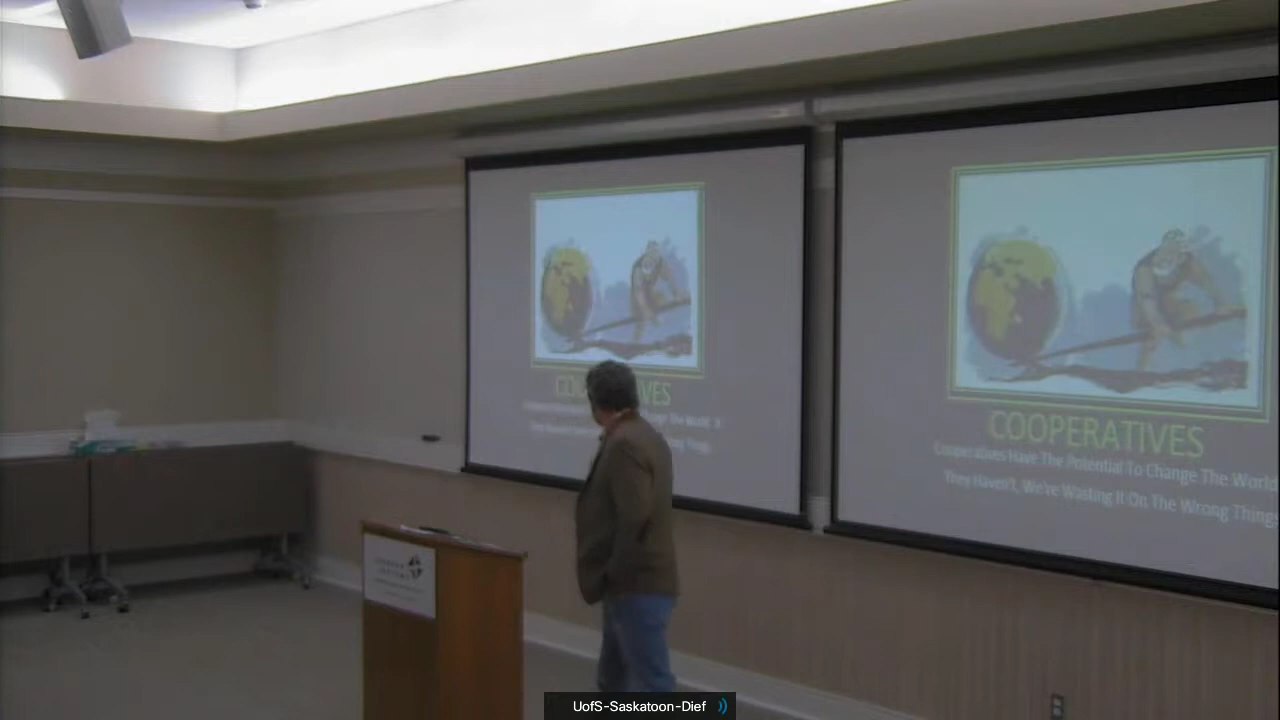 COOPERATIVES
Cooperatives Have The Potential To Change The World
They Haven't, We're Wasting It On The Wrong Things
UofS-Saskatoon-Dief